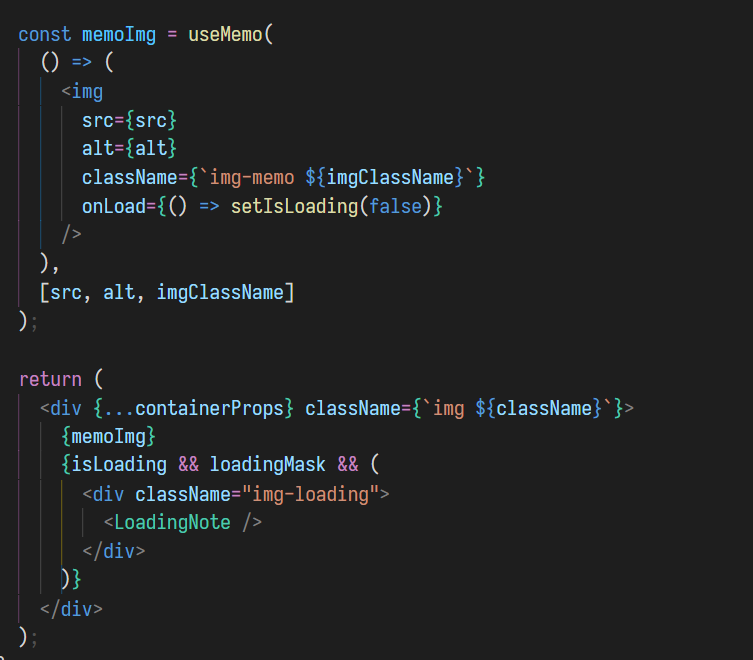 const memoImg = useMemo(
() => (
<img
src={src}
alt={alt}
className={`img-memo ${imgClassName}`}
onLoad={() => setIsLoading(false)}
/>
),
[src, alt, imgClassName]
);
return (
<div {...containerProps} className={`img ${className}`}>
{memoImg}
{isLoading && loadingMask && (
<div className="img-loading">
<LoadingNote />
</div>
)}
</div>
);